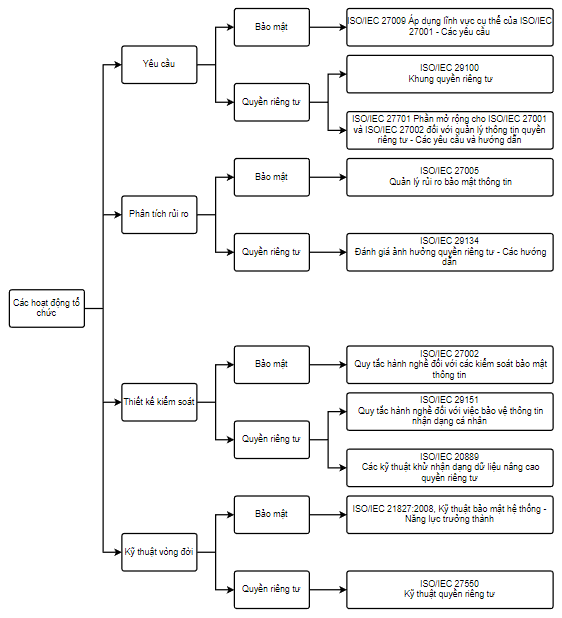 Bảo mật
ISO/IEC 27009 Áp dụng lĩnh vực cụ thể của ISO/IEC
27001 - Các yêu cầu
Yêu cầu
ISO/IEC 29100
Khung quyền riêng tư
Quyền riêng tư
ISO/IEC 27701 Phần mở rộng cho ISO/IEC 27001
và ISO/IEC 27002 đối với quản lý thông tin quyền
riêng tư - Các yêu cầu và hướng dẫn
Bảo mật
ISO/IEC 27005
Quản lý rủi ro bảo mật thông tin
Phân tích rủi ro
Quyền riêng tư
ISO/IEC 29134
Đánh giá ảnh hưởng quyền riêng tư - Các hướng
dẫn
Các hoạt động tổ
chức
Bảo mật
ISO/IEC 27002
Quy tắc hành nghề đối với các kiểm soát bảo mật
thông tin
Thiết kế kiểm soát
ISO/IEC 29151
Quy tắc hành nghề đối với việc bảo vệ thông tin
nhận dạng cá nhân
Quyền riêng tư
ISO/IEC 20889
Các kỹ thuật khử nhận dạng dữ liệu nâng cao
quyền riêng tư
Bảo mật
ISO/IEC 21827:2008, Kỹ thuật bảo mật hệ thống -
Năng lực trưởng thành
Kỹ thuật vòng đời
Quyền riêng tư
ISO/IEC 27550
Kỹ thuật quyền riêng tư